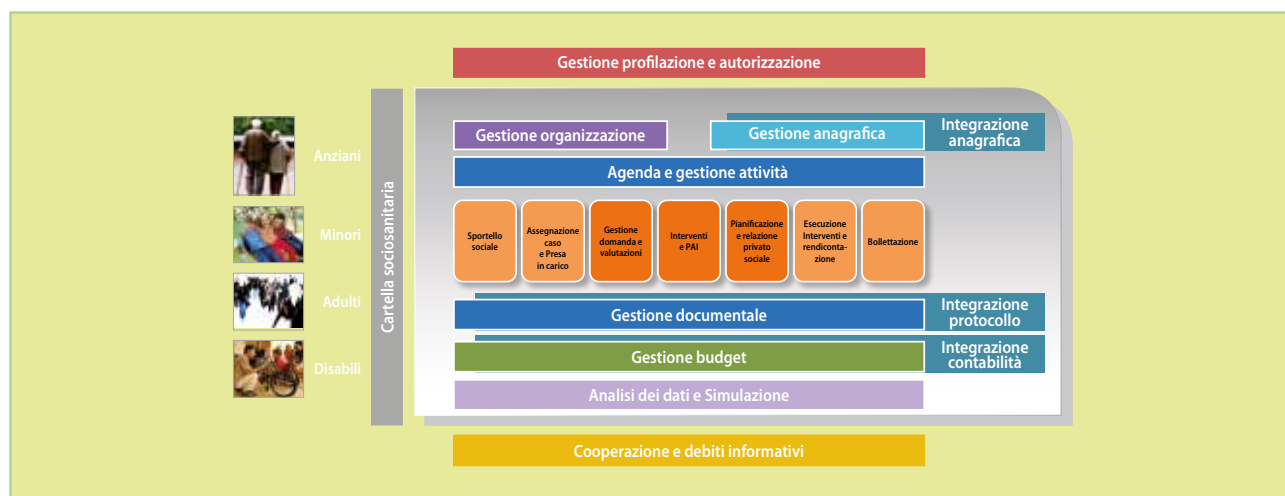 Gestione profilazione e autorizzazione
Anziani
Minori
Adulti
Disabili
Cartella sociosanitaria
Gestione organizzazione
Gestione anagrafica
Integrazione
anagrafica
Agenda e gestione attività
Sportello
sociale
Assegnazione
caso
e Presa
in carico
Gestione
domanda e
valutazioni
Interventi
e PAI
Planificazione
e relazione
privato
sociale
Esecuzione
Interventi e
rendiconta-
zione
Bollettazione
Gestione documentale
Integrazione
protocollo
Gestione budget
Integrazione
contabilità
Analisi dei dati e Simulazione
Cooperazione e debiti informativi